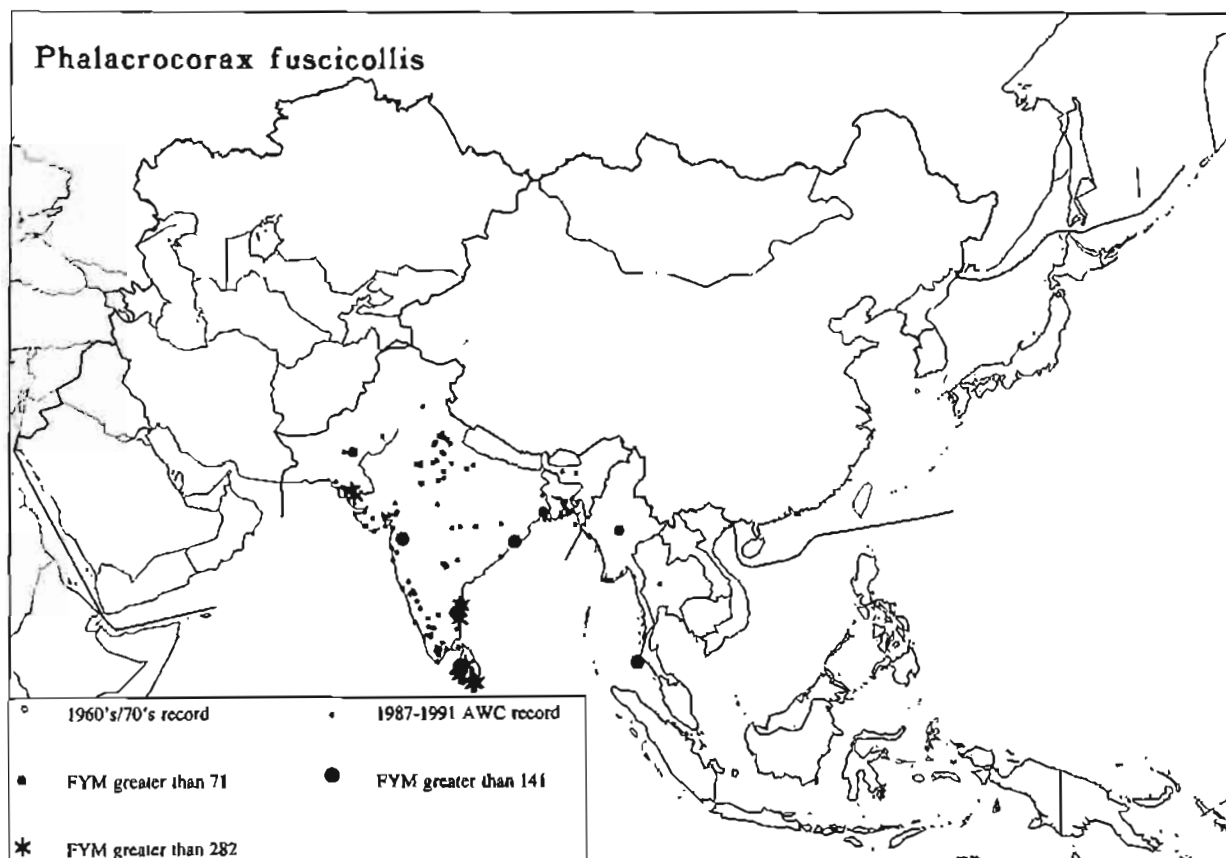 Phalacrocorax fuscicollis
1960's/70's record
1987-1991 AWC record
FYM greater than 71
FYM greater than 141
FYM greater than 282